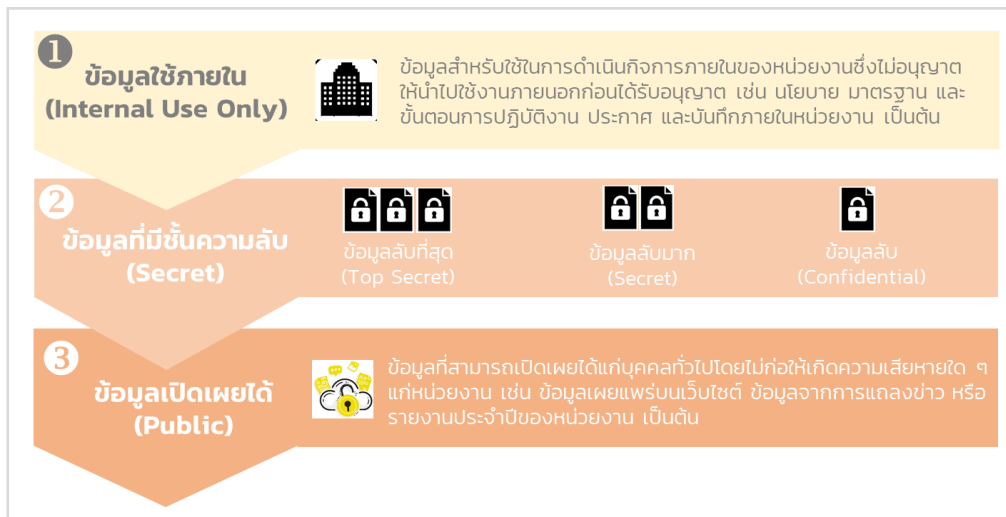 1
ข้อมูลใช้ภายใน
(Internal Use Only)
ข้อมูลสำหรับใช้ในการดำเนินกิจการภายในของหน่วยงานซึ่งไม่อนุญาต
ให้นำไปใช้งานภายนอกก่อนได้รับอนุญาต เช่น นโยบาย มาตรฐาน และ
ขั้นตอนการปฏิบัติงาน ประกาศ และบันทึกภายในหน่วยงาน เป็นต้น
2
ข้อมูลที่มีชั้นความลับ
(Secret)
ข้อมูลลับที่สุด
(Top Secret)
ข้อมูลลับมาก
(Secret)
ข้อมูลลับ
(Confidential)
3
ข้อมูลเปิดเผยได้
(Public)
ข้อมูลที่สามารถเปิดเผยได้แก่บุคคลทั่วไปโดยไม่ก่อให้เกิดความเสียหายใด ๆ
แก่หน่วยงาน เช่น ข้อมูลเผยแพร่บนเว็บไซต์ ข้อมูลจากการแถลงข่าว หรือ
รายงานประจำปีของหน่วยงาน เป็นต้น